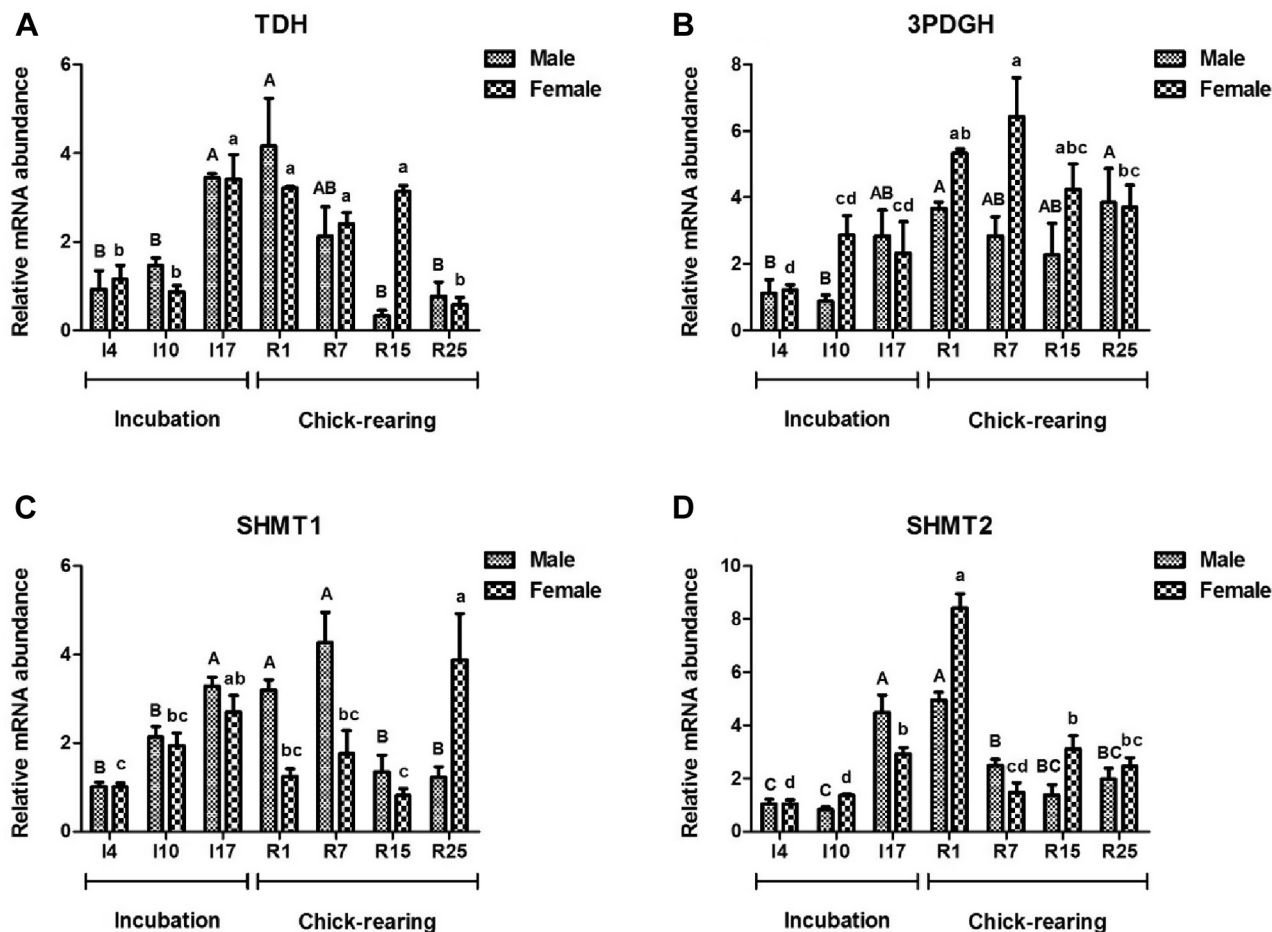 A
TDH
Male
Female
Relative mRNA abundance
6
4
2
0
B b B b A a A a AB a B a B b
I4 I10 I17 R1 R7 R15 R25
Incubation Chick-rearing
B
3PDGH
Male
Female
Relative mRNA abundance
8
6
4
2
0
B d B cd AB cd A ab AB a AB abc A bc
I4 I10 I17 R1 R7 R15 R25
Incubation Chick-rearing
C
SHMT1
Male
Female
Relative mRNA abundance
6
4
2
0
B c B bc A ab A bc A bc B c B a
I4 I10 I17 R1 R7 R15 R25
Incubation Chick-rearing
D
SHMT2
Male
Female
Relative mRNA abundance
10
8
6
4
2
0
C d C d A b A a B cd BC b BC bc
I4 I10 I17 R1 R7 R15 R25
Incubation Chick-rearing